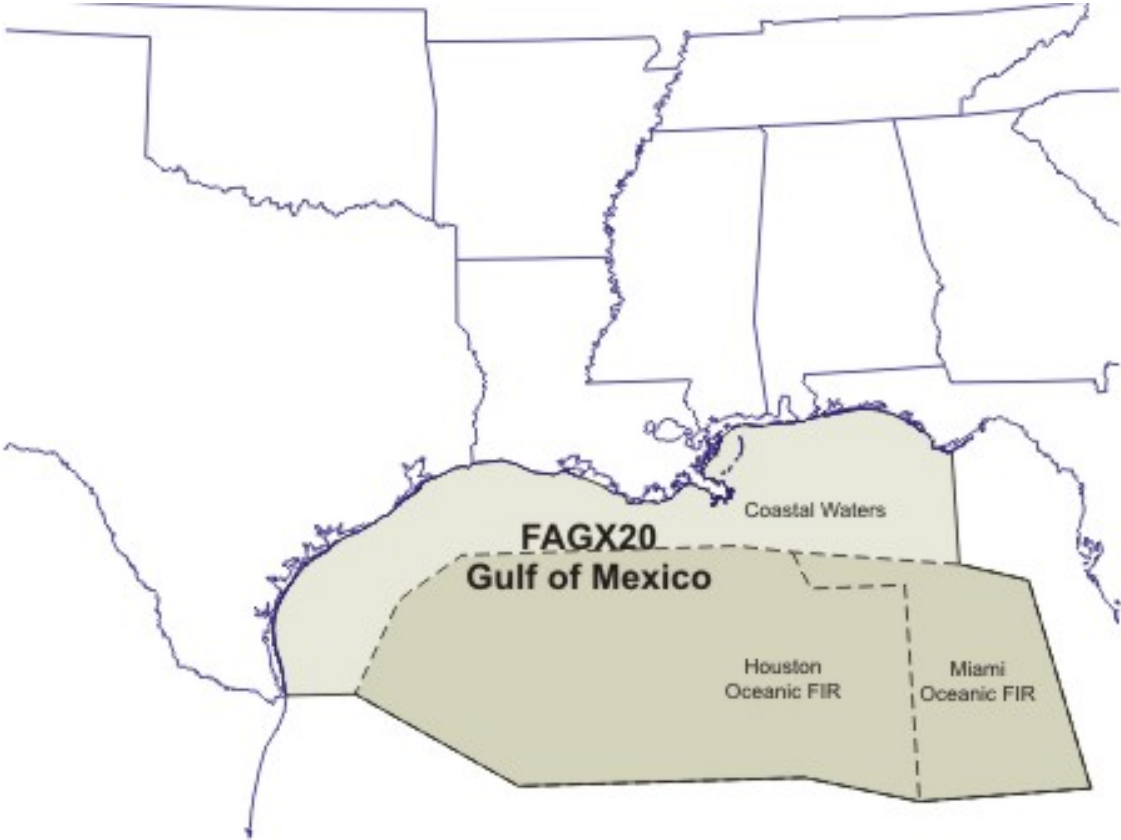 FAGX20
Gulf of Mexico
Coastal Waters
Houston
Oceanic FIR
Miami
Oceanic FIR